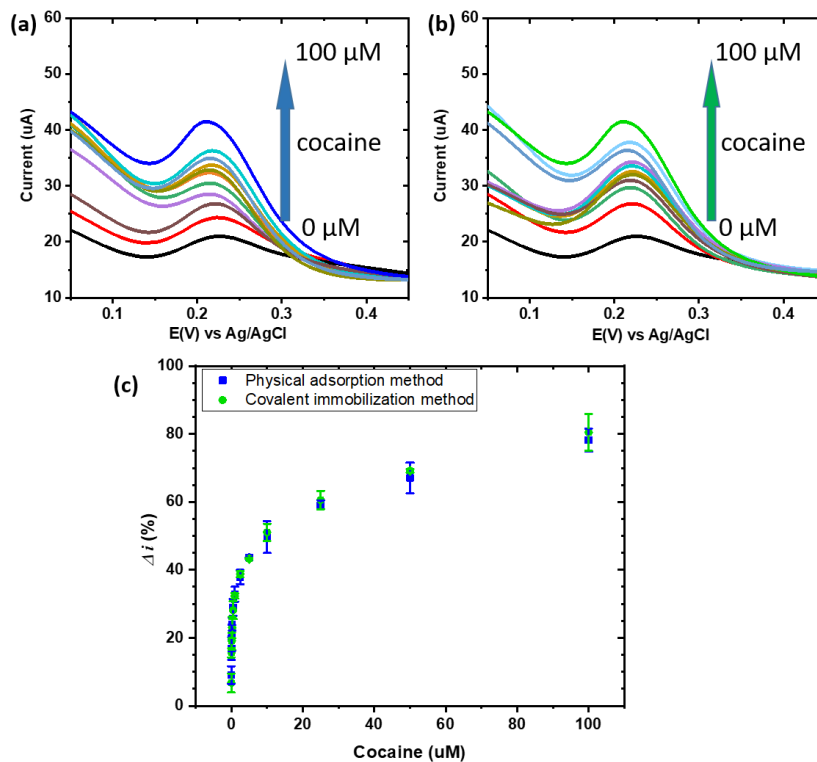 (a)
60
50
40
30
20
10
Current (uA)
0.1
0.2
0.3
0.4
E(V) vs Ag/AgCl
100 µM
cocaine
0 µM
(b)
60
50
40
30
20
10
Current (uA)
0.1
0.2
0.3
0.4
E(V) vs Ag/AgCl
100 µM
cocaine
0 µM
(c)
Physical adsorption method
Covalent immobilization method
100
80
60
40
20
0
Δ i (%)
0
20
40
60
80
100
Cocaine (uM)